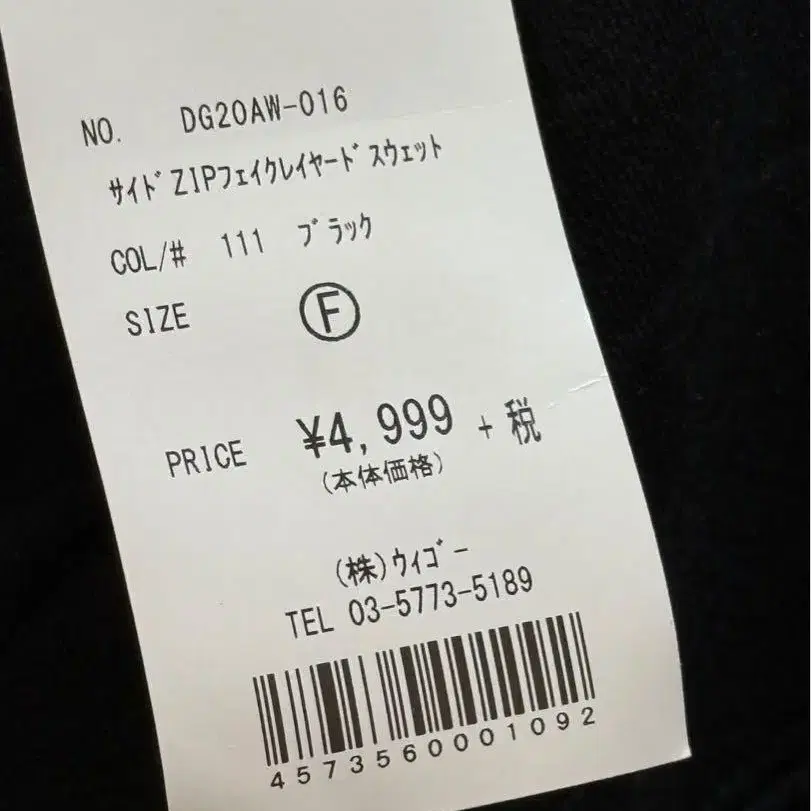 NO. DG20AW-016
ｻｲﾄﾞZIPﾌｪｲｸﾚｲﾔｰﾄﾞｽｳｪｯﾄ
COL/# 111 ﾌﾞﾗｯｸ
SIZE Ⓕ
PRICE ¥4,999 + 税
(本体価格)
(株)ｳｨｺﾞｰ
TEL 03-5773-5189
4573560001092